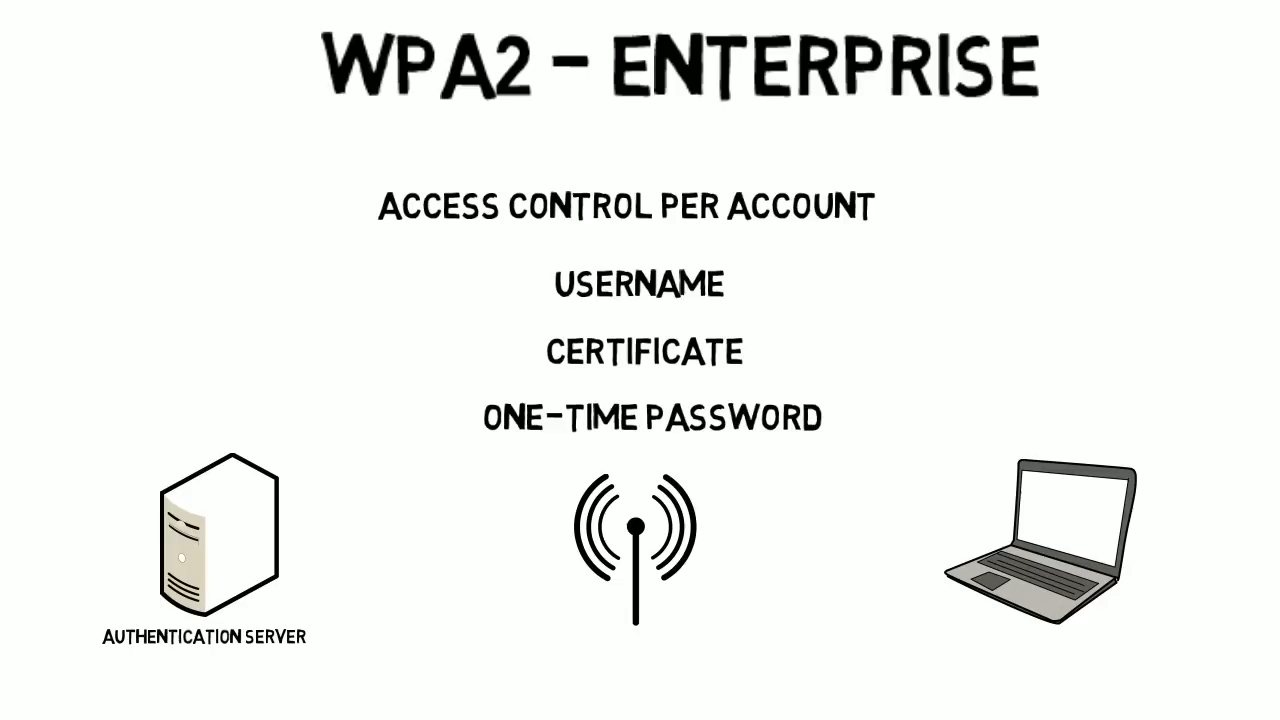 WPA2 - ENTERPRISE
ACCESS CONTROL PER ACCOUNT
USERNAME
CERTIFICATE
ONE-TIME PASSWORD
AUTHENTICATION SERVER